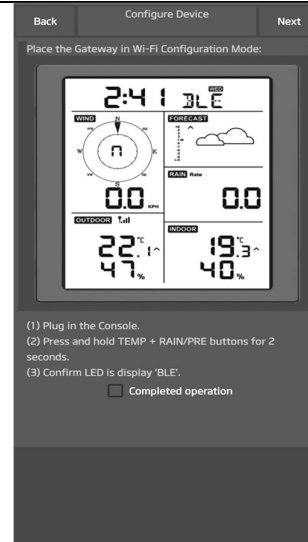 Back Configure Device Next
Place the Gateway in Wi-Fi Configuration Mode:
2:41 BLE WED
WIND N FORECAST
W E
n
S RAIN Rate
0.0 KPH 0.0
OUTDOOR INDOOR
22.1 °C 19.3 °C
47% 40%
(1) Plug in the Console.
(2) Press and hold TEMP + RAIN/PRE buttons for 2
seconds.
(3) Confirm LED is display 'BLE'.
Completed operation